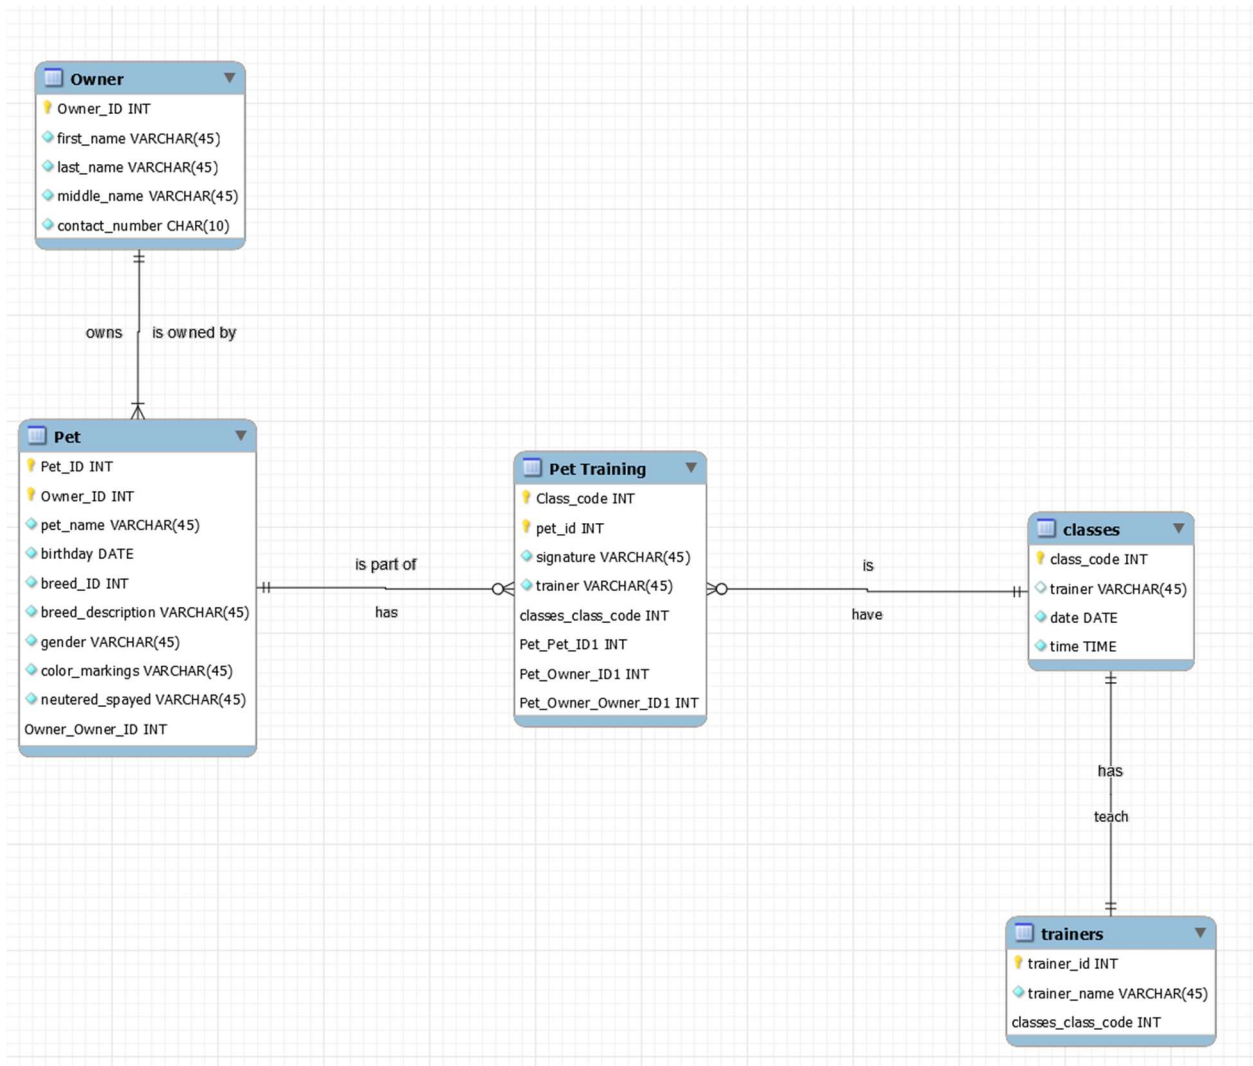 Owner
Owner_ID INT
first_name VARCHAR(45)
last_name VARCHAR(45)
middle_name VARCHAR(45)
contact_number CHAR(10)
owns
is owned by
Pet
Pet_ID INT
Owner_ID INT
pet_name VARCHAR(45)
birthday DATE
breed_ID INT
breed_description VARCHAR(45)
gender VARCHAR(45)
color_markings VARCHAR(45)
neutered_spayed VARCHAR(45)
Owner_Owner_ID INT
is part of
has
Pet Training
Class_code INT
pet_id INT
signature VARCHAR(45)
trainer VARCHAR(45)
classes_class_code INT
Pet_Pet_ID1 INT
Pet_Owner_ID1 INT
Pet_Owner_Owner_ID1 INT
is
have
classes
class_code INT
trainer VARCHAR(45)
date DATE
time TIME
has
teach
trainers
trainer_id INT
trainer_name VARCHAR(45)
classes_class_code INT